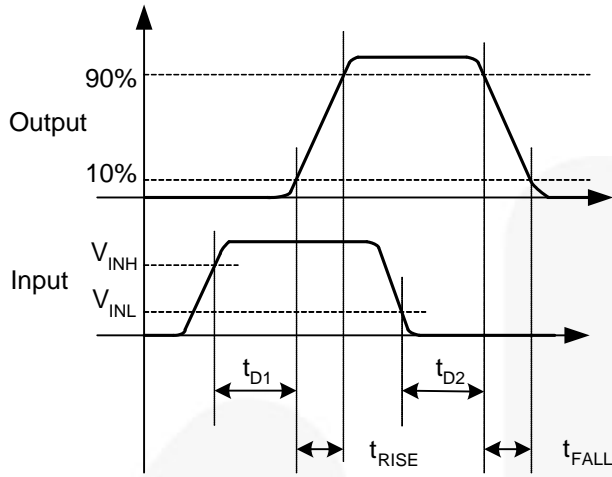 90%
Output
10%
V_INH
Input
V_INL
t_D1
t_D2
t_RISE
t_FALL